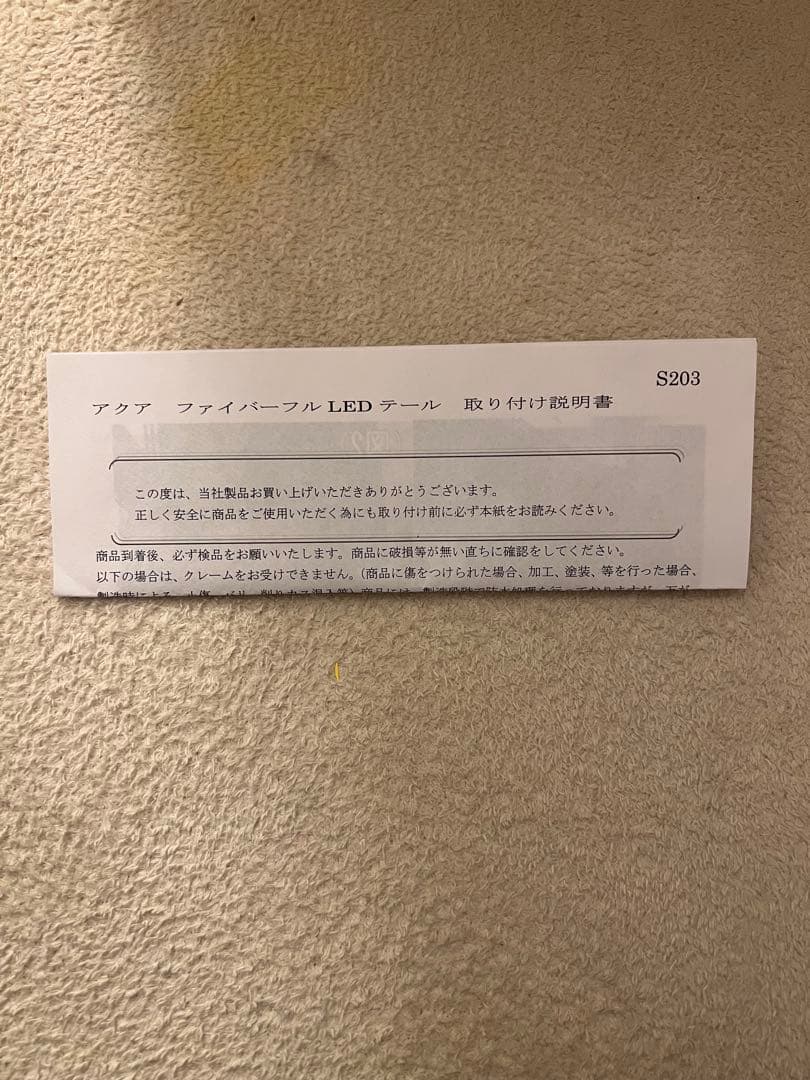 S203
アクア　ファイバーフル LED テール　取り付け説明書
この度は、当社製品お買い上げいただきありがとうございます。
正しく安全に商品をご使用いただく為にも取り付け前に必ず本紙をお読みください。
商品到着後、必ず検品をお願いいたします。商品に破損等が無い直ちに確認をしてください。
以下の場合は、クレームをお受けできません。（商品に傷をつけられた場合、加工、塗装、等を行った場合、